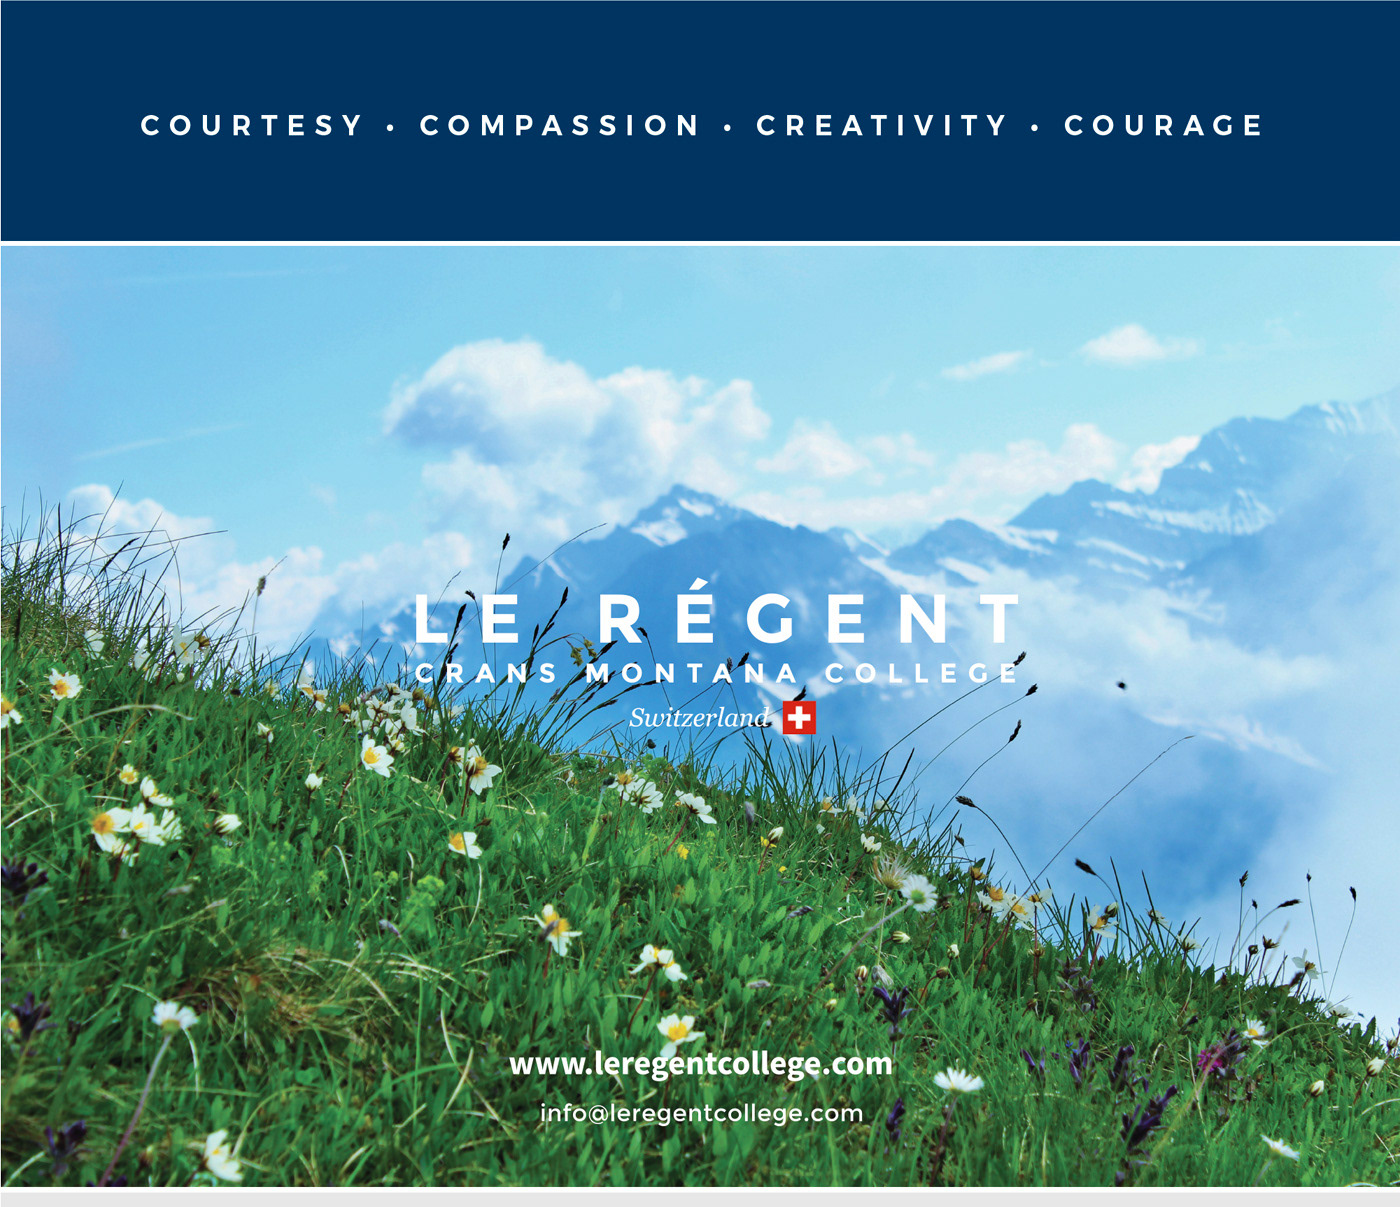 COURTESY • COMPASSION • CREATIVITY • COURAGE
LE RÉGENT
CRANS MONTANA COLLEGE
Switzerland
www.leregentcollege.com
info@leregentcollege.com